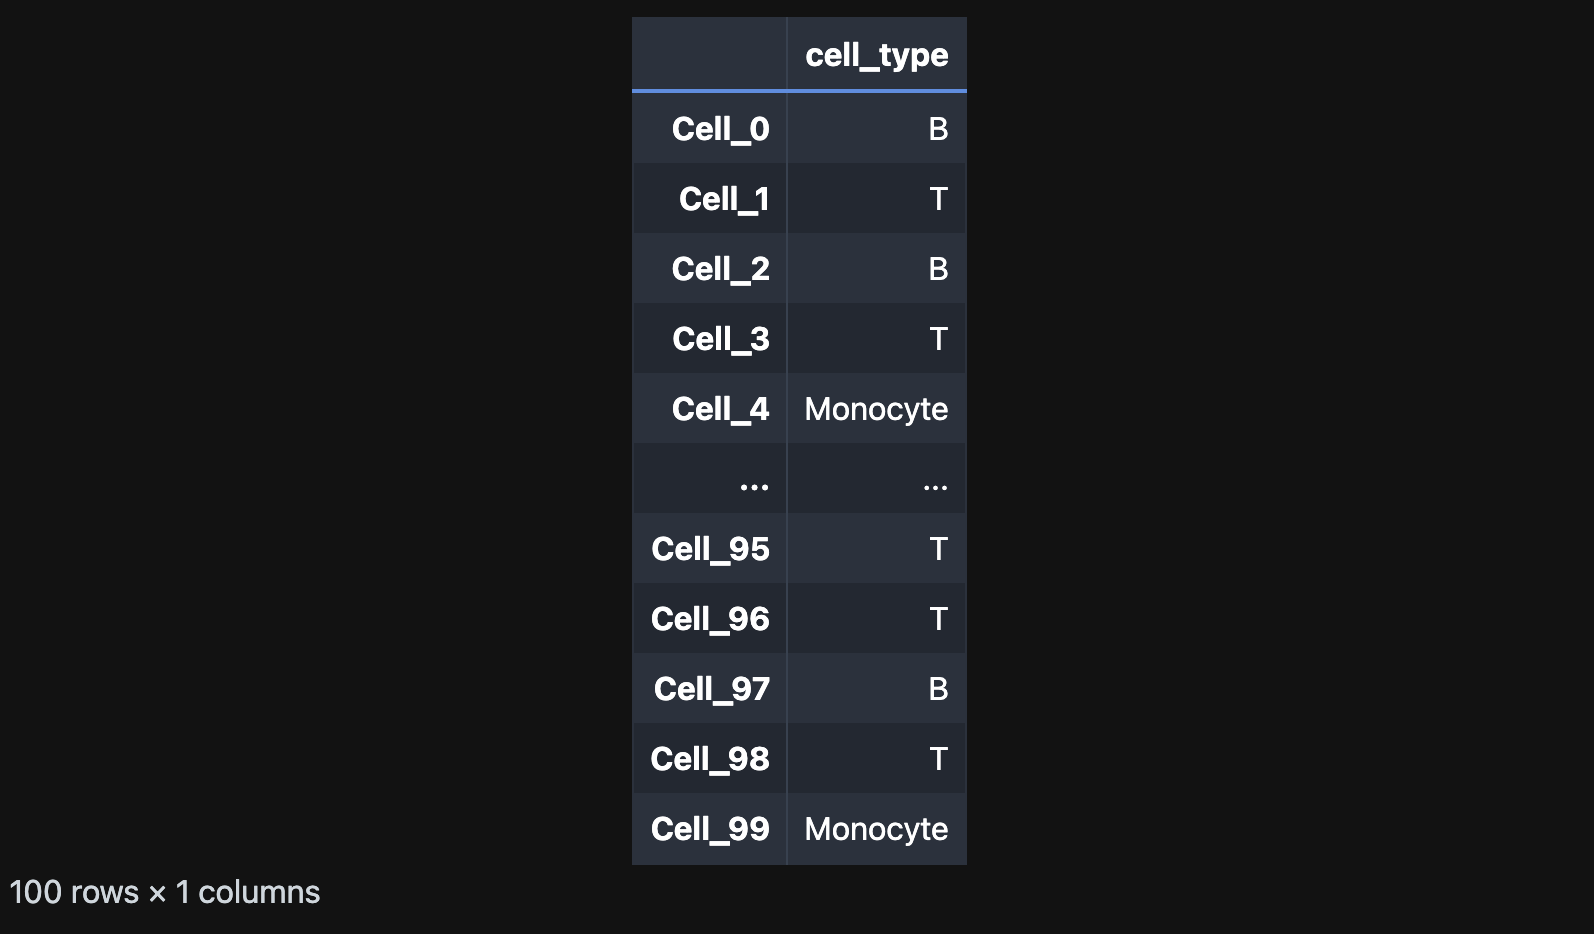 cell_type
Cell_0 B
Cell_1 T
Cell_2 B
Cell_3 T
Cell_4 Monocyte
... ...
Cell_95 T
Cell_96 T
Cell_97 B
Cell_98 T
Cell_99 Monocyte
100 rows × 1 columns